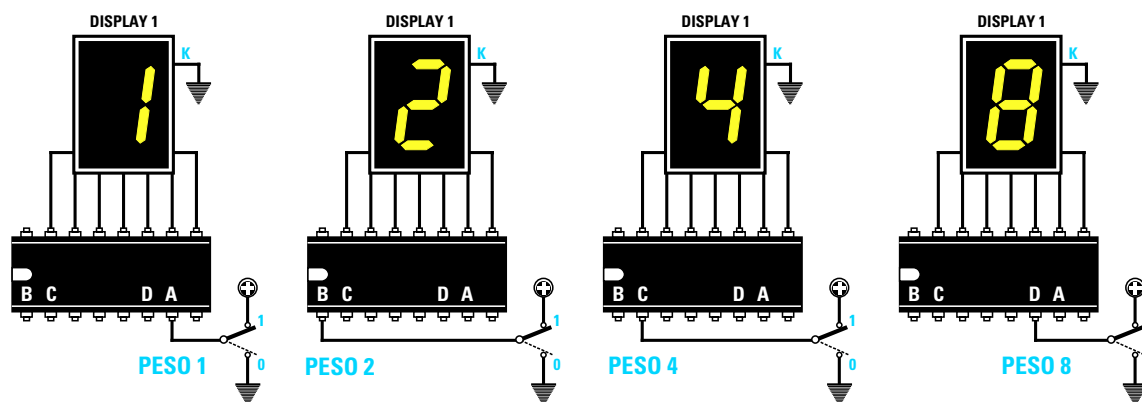 DISPLAY 1 DISPLAY 1 DISPLAY 1 DISPLAY 1
K K K K
1 2 4 8
B C D A B C D A B C D A B C D A
1 1 1 1
PESO 1 0 PESO 2 0 PESO 4 0 PESO 8 0